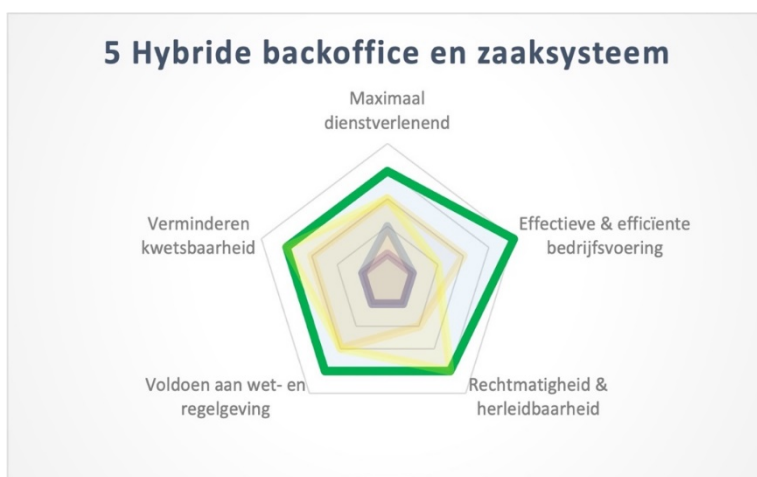 5 Hybride backoffice en zaaksysteem
Maximaal
dienstverlenend
Verminderen
kwetsbaarheid
Effectieve & efficïente
bedrijfsvoering
Voldoen aan wet- en
regelgeving
Rechtmatigheid &
herleidbaarheid